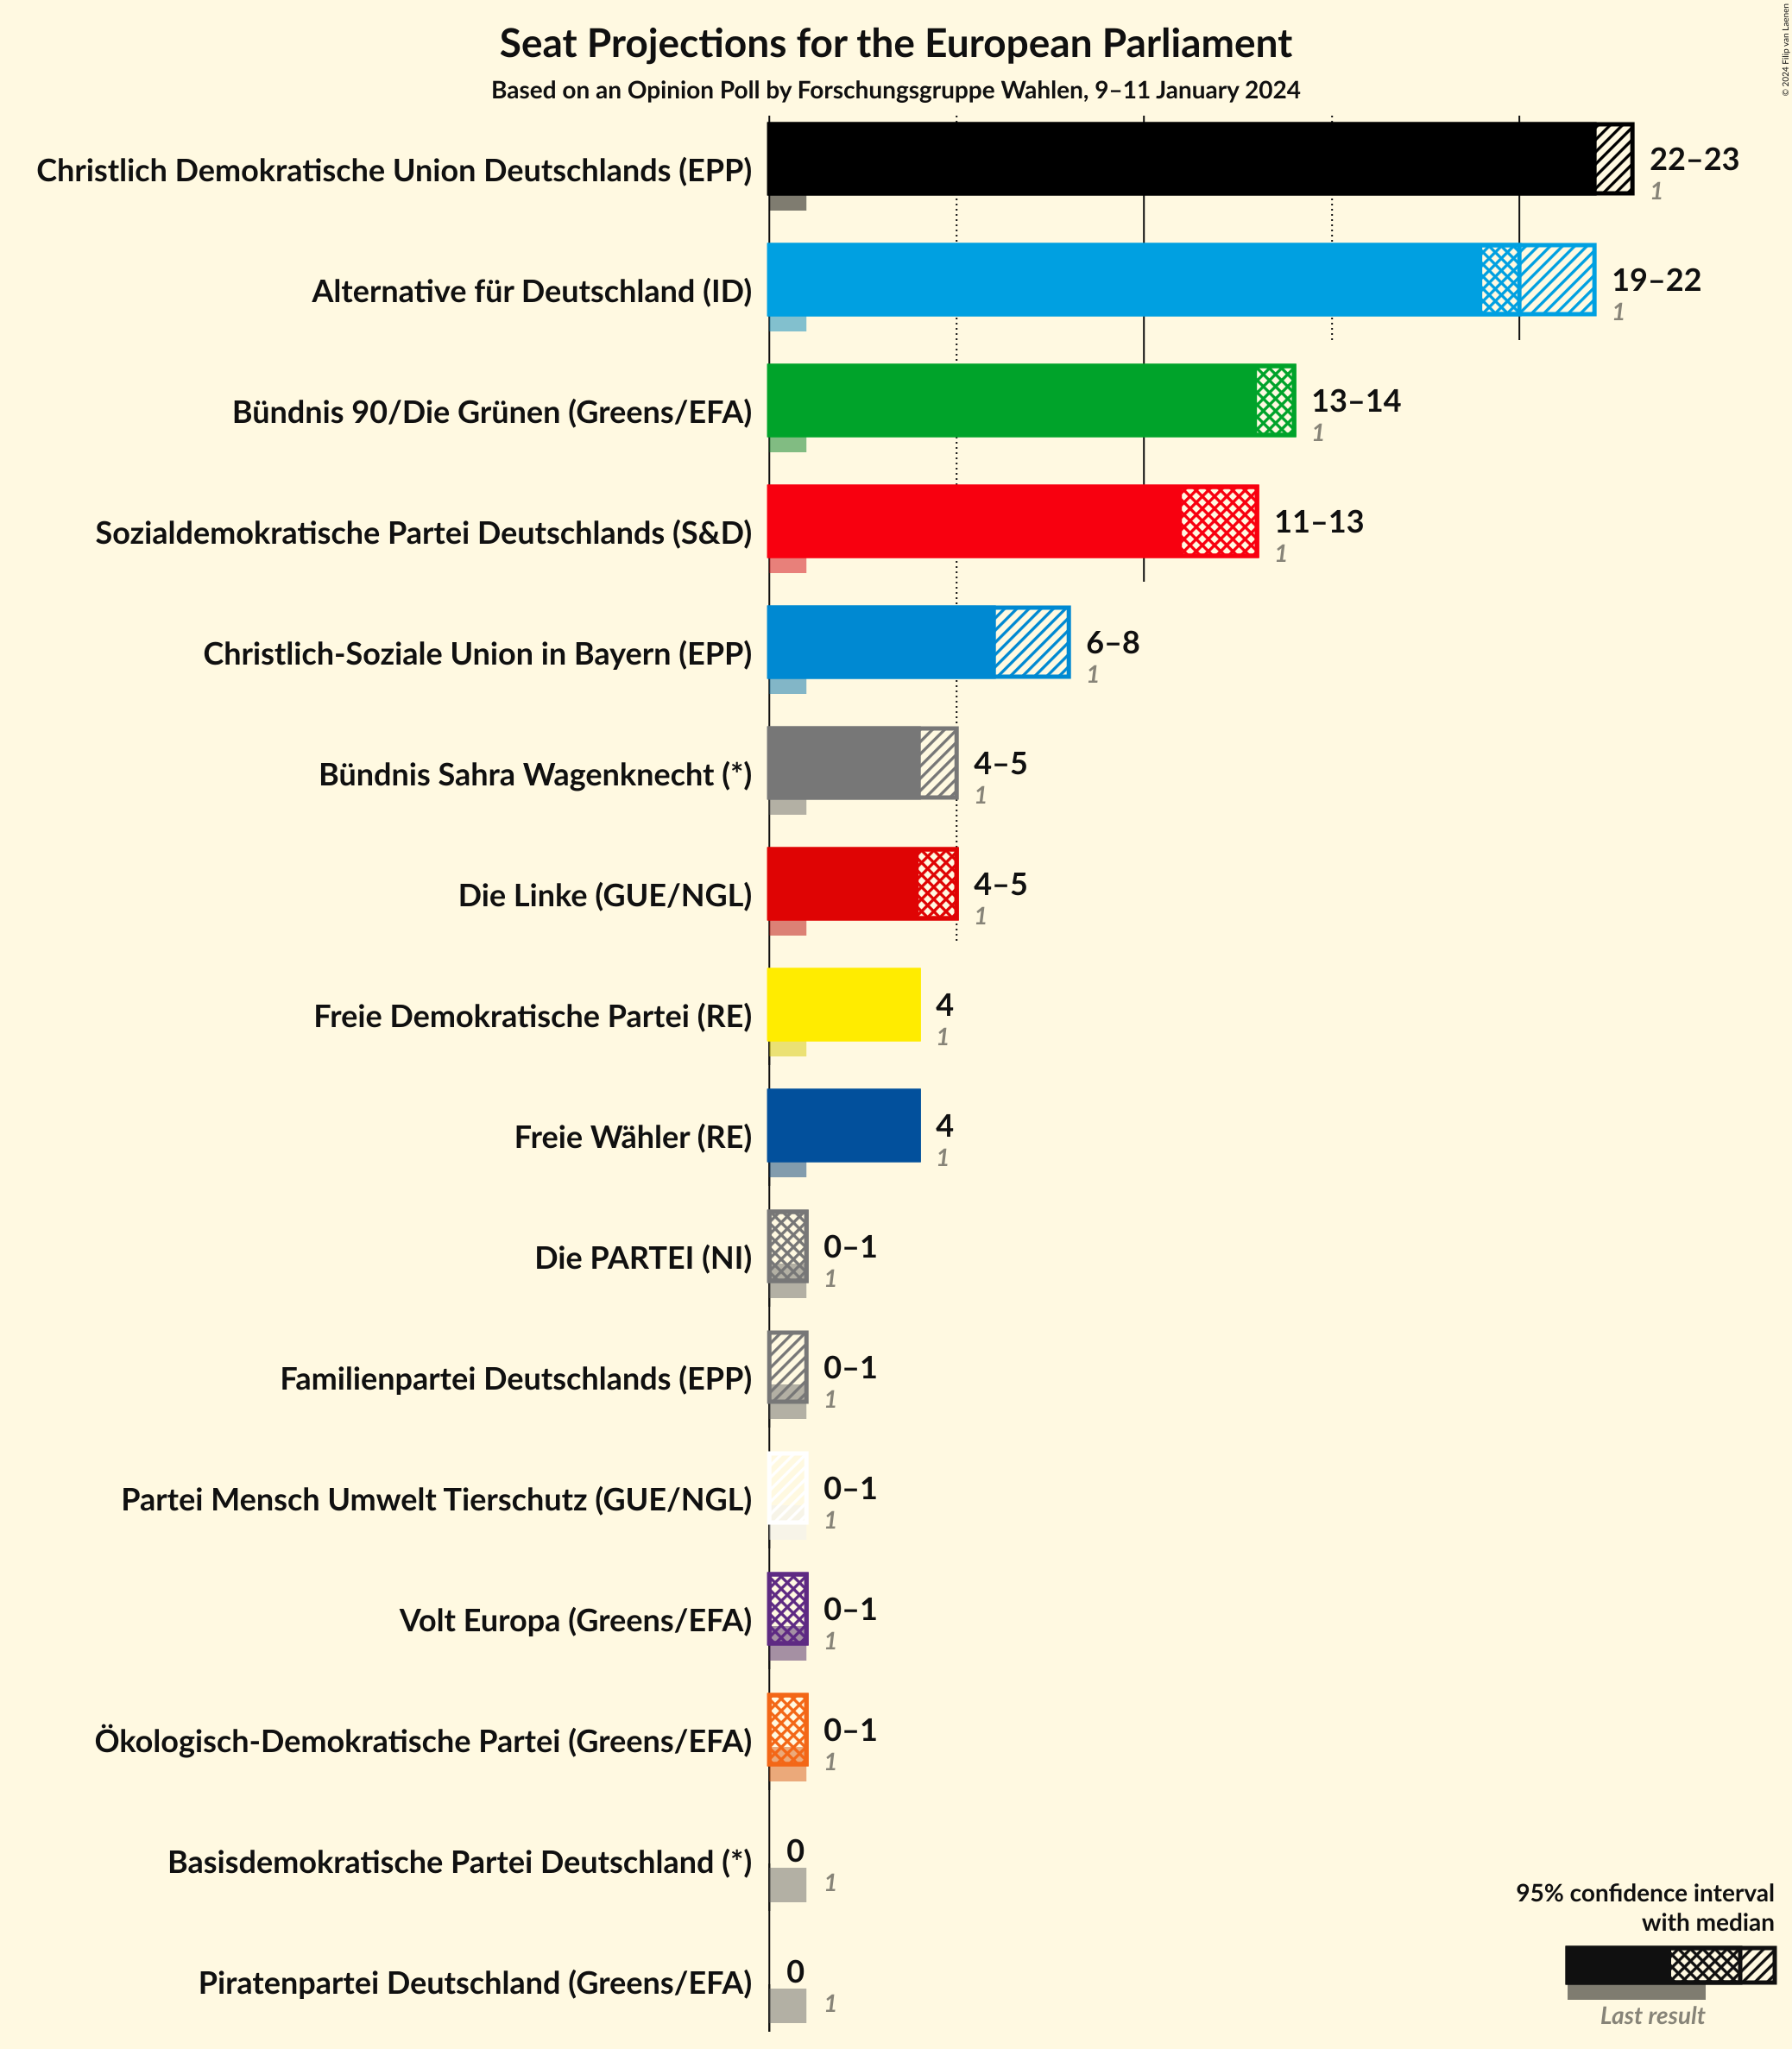 Seat Projections for the European Parliament
Based on an Opinion Poll by Forschungsgruppe Wahlen, 9–11 January 2024
© 2024 Filip van Laenen
Christlich Demokratische Union Deutschlands (EPP)
22–23
1
Alternative für Deutschland (ID)
19–22
1
Bündnis 90/Die Grünen (Greens/EFA)
13–14
1
Sozialdemokratische Partei Deutschlands (S&D)
11–13
1
Christlich-Soziale Union in Bayern (EPP)
6–8
1
Bündnis Sahra Wagenknecht (*)
4–5
1
Die Linke (GUE/NGL)
4–5
1
Freie Demokratische Partei (RE)
4
1
Freie Wähler (RE)
4
1
Die PARTEI (NI)
0–1
1
Familienpartei Deutschlands (EPP)
0–1
1
Partei Mensch Umwelt Tierschutz (GUE/NGL)
0–1
1
Volt Europa (Greens/EFA)
0–1
1
Ökologisch-Demokratische Partei (Greens/EFA)
0–1
1
Basisdemokratische Partei Deutschland (*)
0
1
Piratenpartei Deutschland (Greens/EFA)
0
1
95% confidence interval
with median
Last result